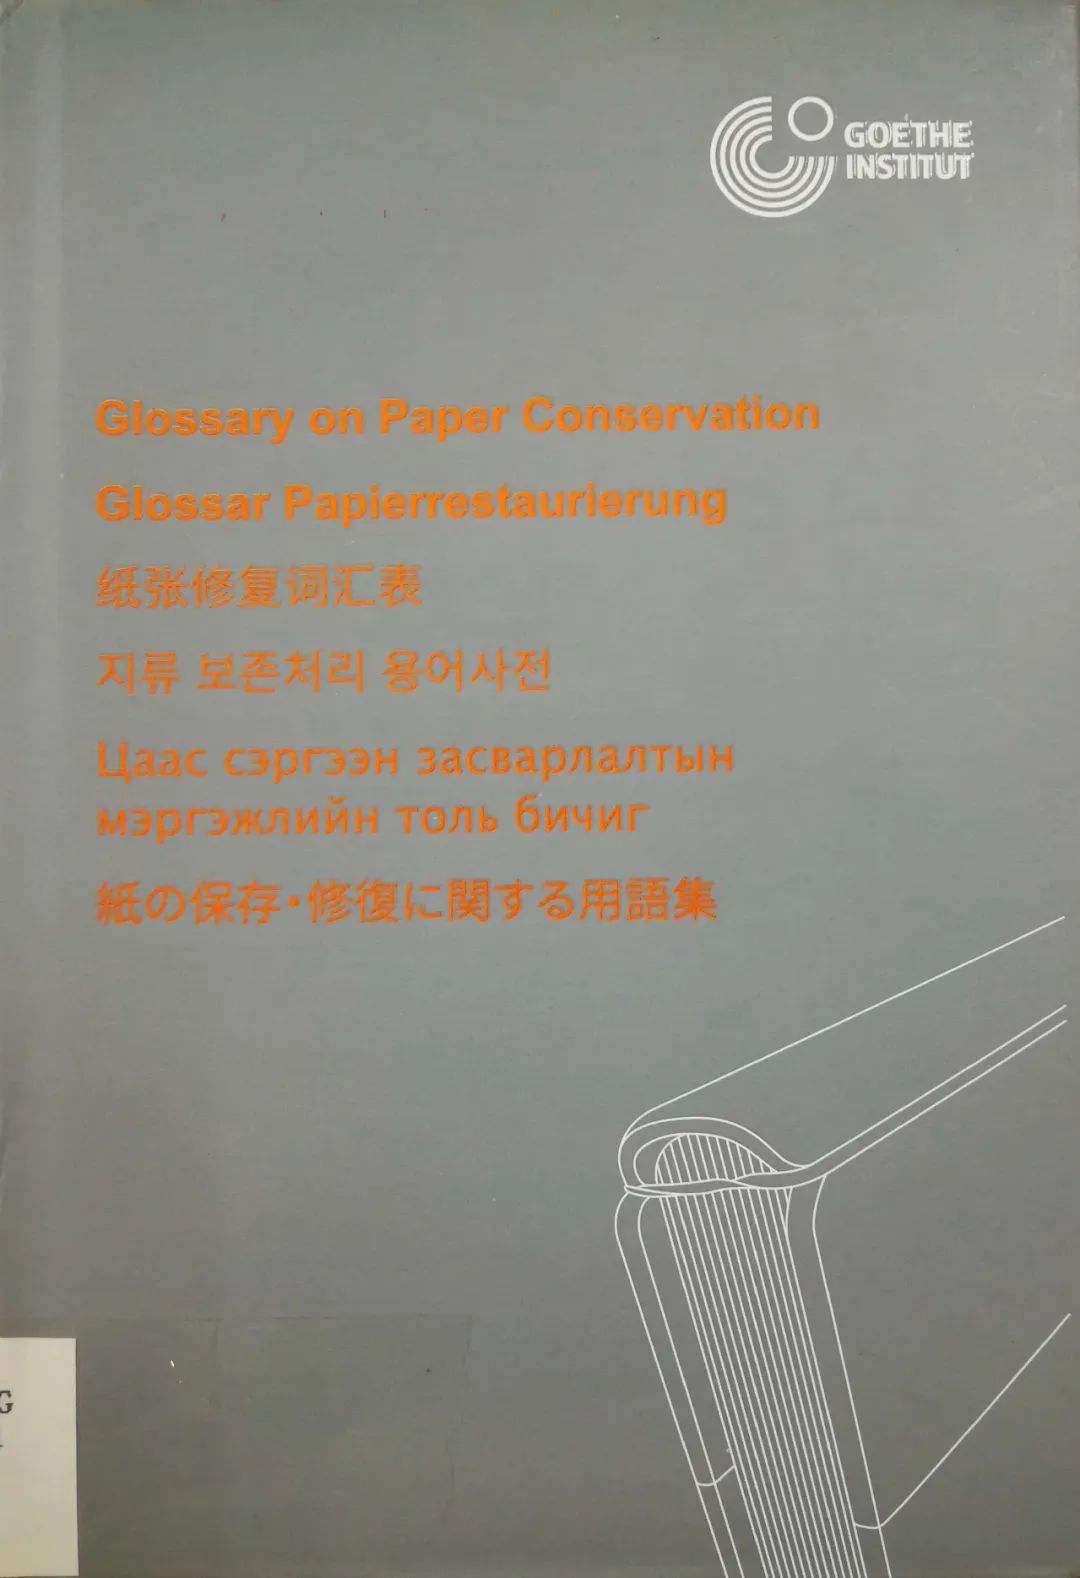 GOETHE
INSTITUT
Glossary on Paper Conservation
Glossar Papierrestaurierung
纸张修复词汇表
지류 보존처리 용어사전
Цаас сэргээн засварлалтын
мэргэжлийн толь бичиг
紙の保存・修復に関する用語集
G